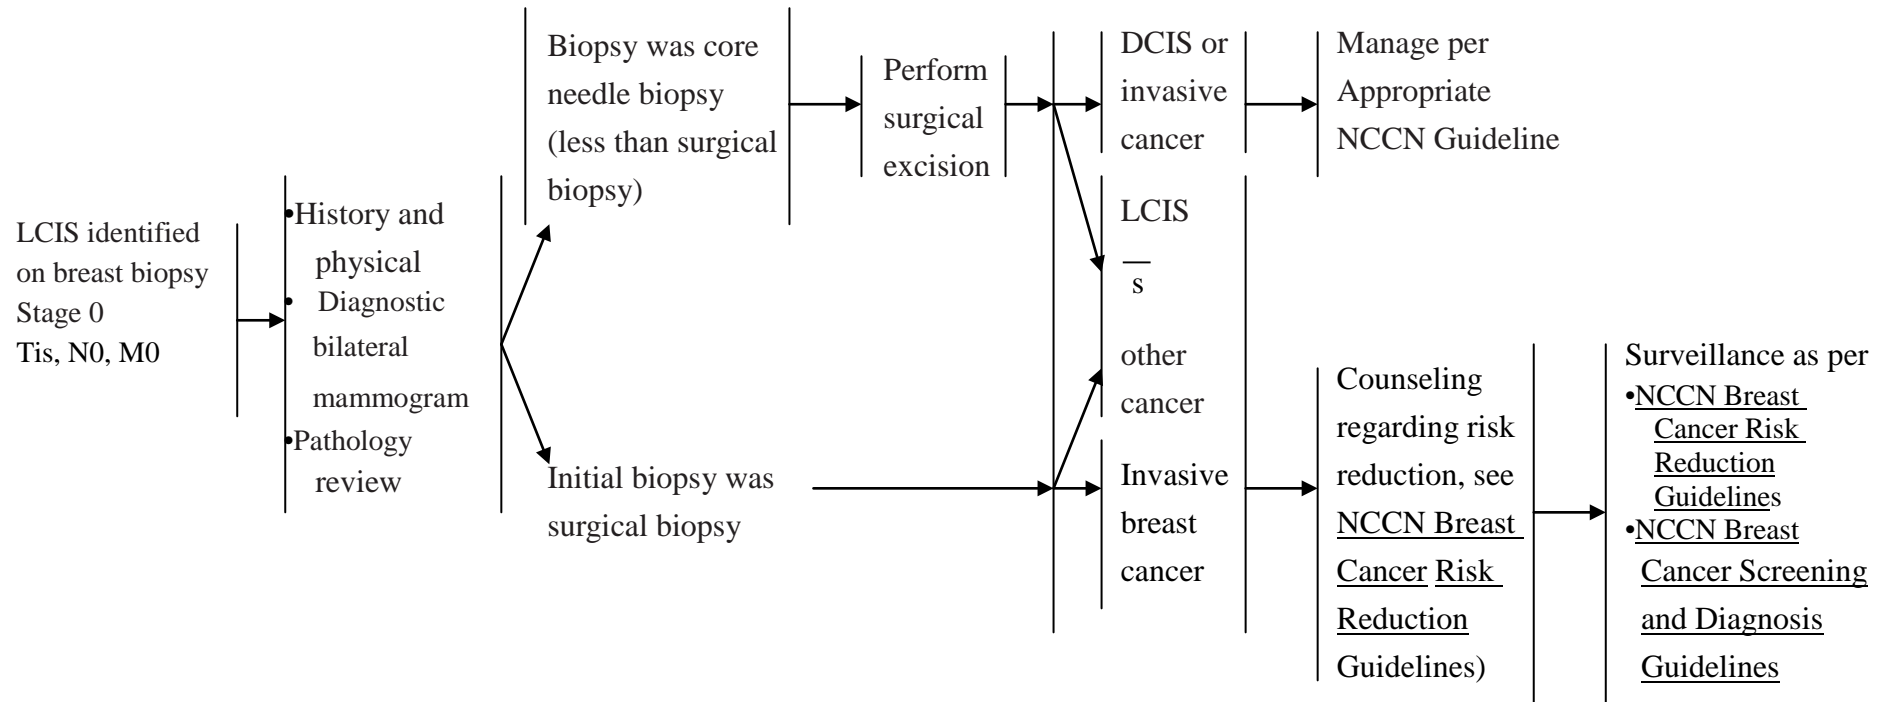 LCIS identified
on breast biopsy
Stage 0
Tis, N0, M0
•History and
physical
• Diagnostic
bilateral
mammogram
•Pathology
review
Biopsy was core
needle biopsy
(less than surgical
biopsy)
Initial biopsy was
surgical biopsy
Perform
surgical
excision
DCIS or
invasive
cancer
LCIS
s
other
cancer
Invasive
breast
cancer
Manage per
Appropriate
NCCN Guideline
Counseling
regarding risk
reduction, see
NCCN Breast
Cancer Risk
Reduction
Guidelines)
Surveillance as per
•NCCN Breast
Cancer Risk
Reduction
Guidelines
•NCCN Breast
Cancer Screening
and Diagnosis
Guidelines